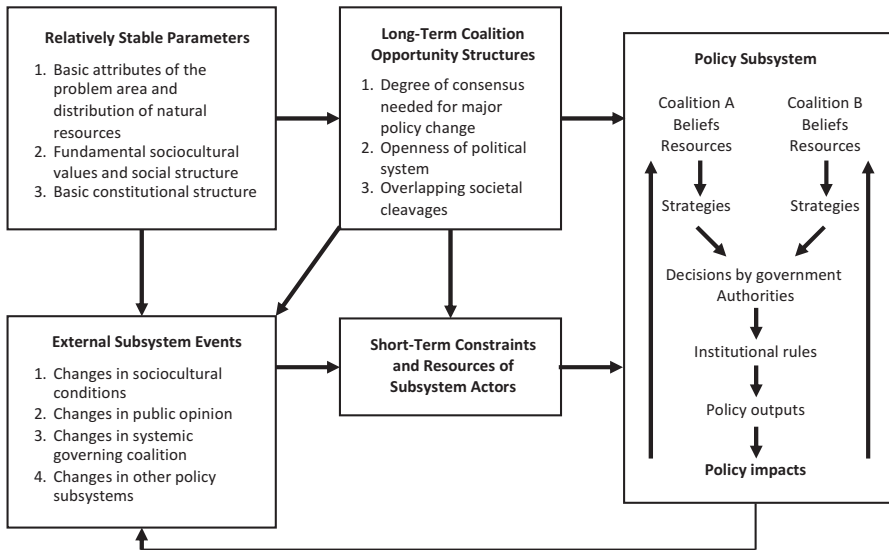 Relatively Stable Parameters
1. Basic attributes of the
problem area and
distribution of natural
resources
2. Fundamental sociocultural
values and social structure
3. Basic constitutional structure
Long-Term Coalition
Opportunity Structures
1. Degree of consensus
needed for major
policy change
2. Openness of political
system
3. Overlapping societal
cleavages
Policy Subsystem
Coalition A
Beliefs
Resources
Coalition B
Beliefs
Resources
Strategies
Strategies
Decisions by government
Authorities
Institutional rules
Policy outputs
Policy impacts
External Subsystem Events
1. Changes in sociocultural
conditions
2. Changes in public opinion
3. Changes in systemic
governing coalition
4. Changes in other policy
subsystems
Short-Term Constraints
and Resources of
Subsystem Actors